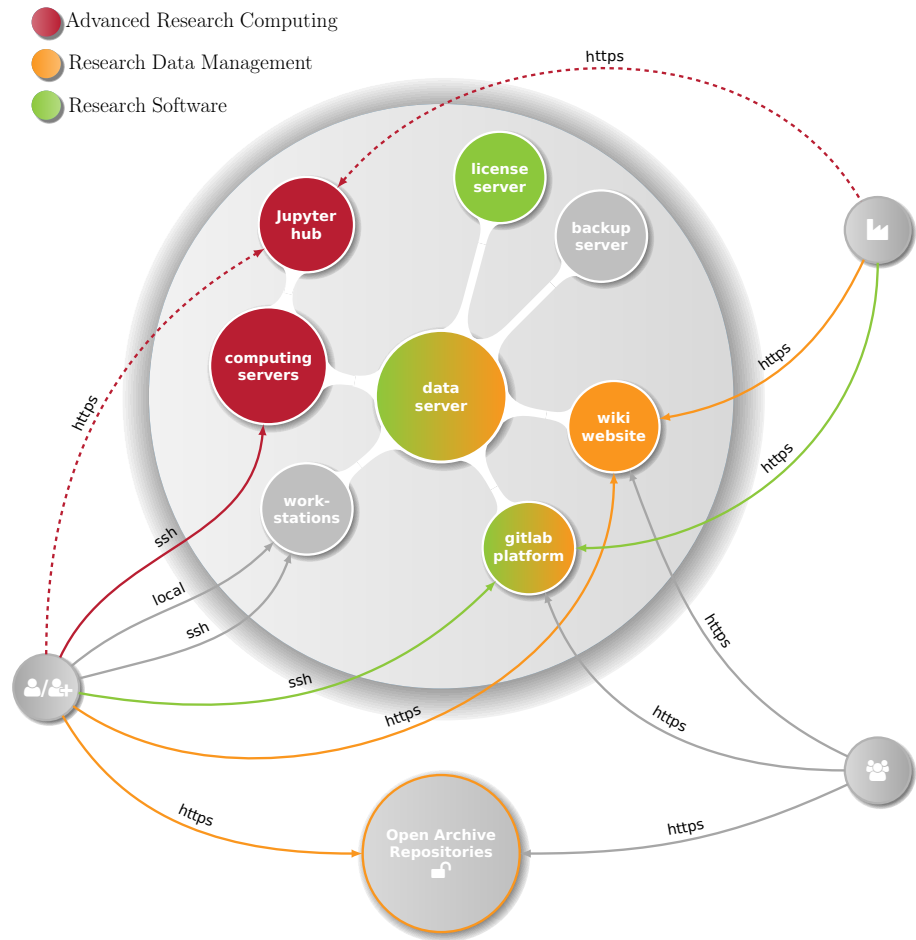 Advanced Research Computing
Research Data Management
Research Software
https
license
server
Jupyter
hub
backup
server
computing
servers
data
server
https
https
wiki
website
https
work-
stations
gitlab
platform
ssh
local
ssh
https
ssh
https
https
https
https
Open Archive
Repositories
/